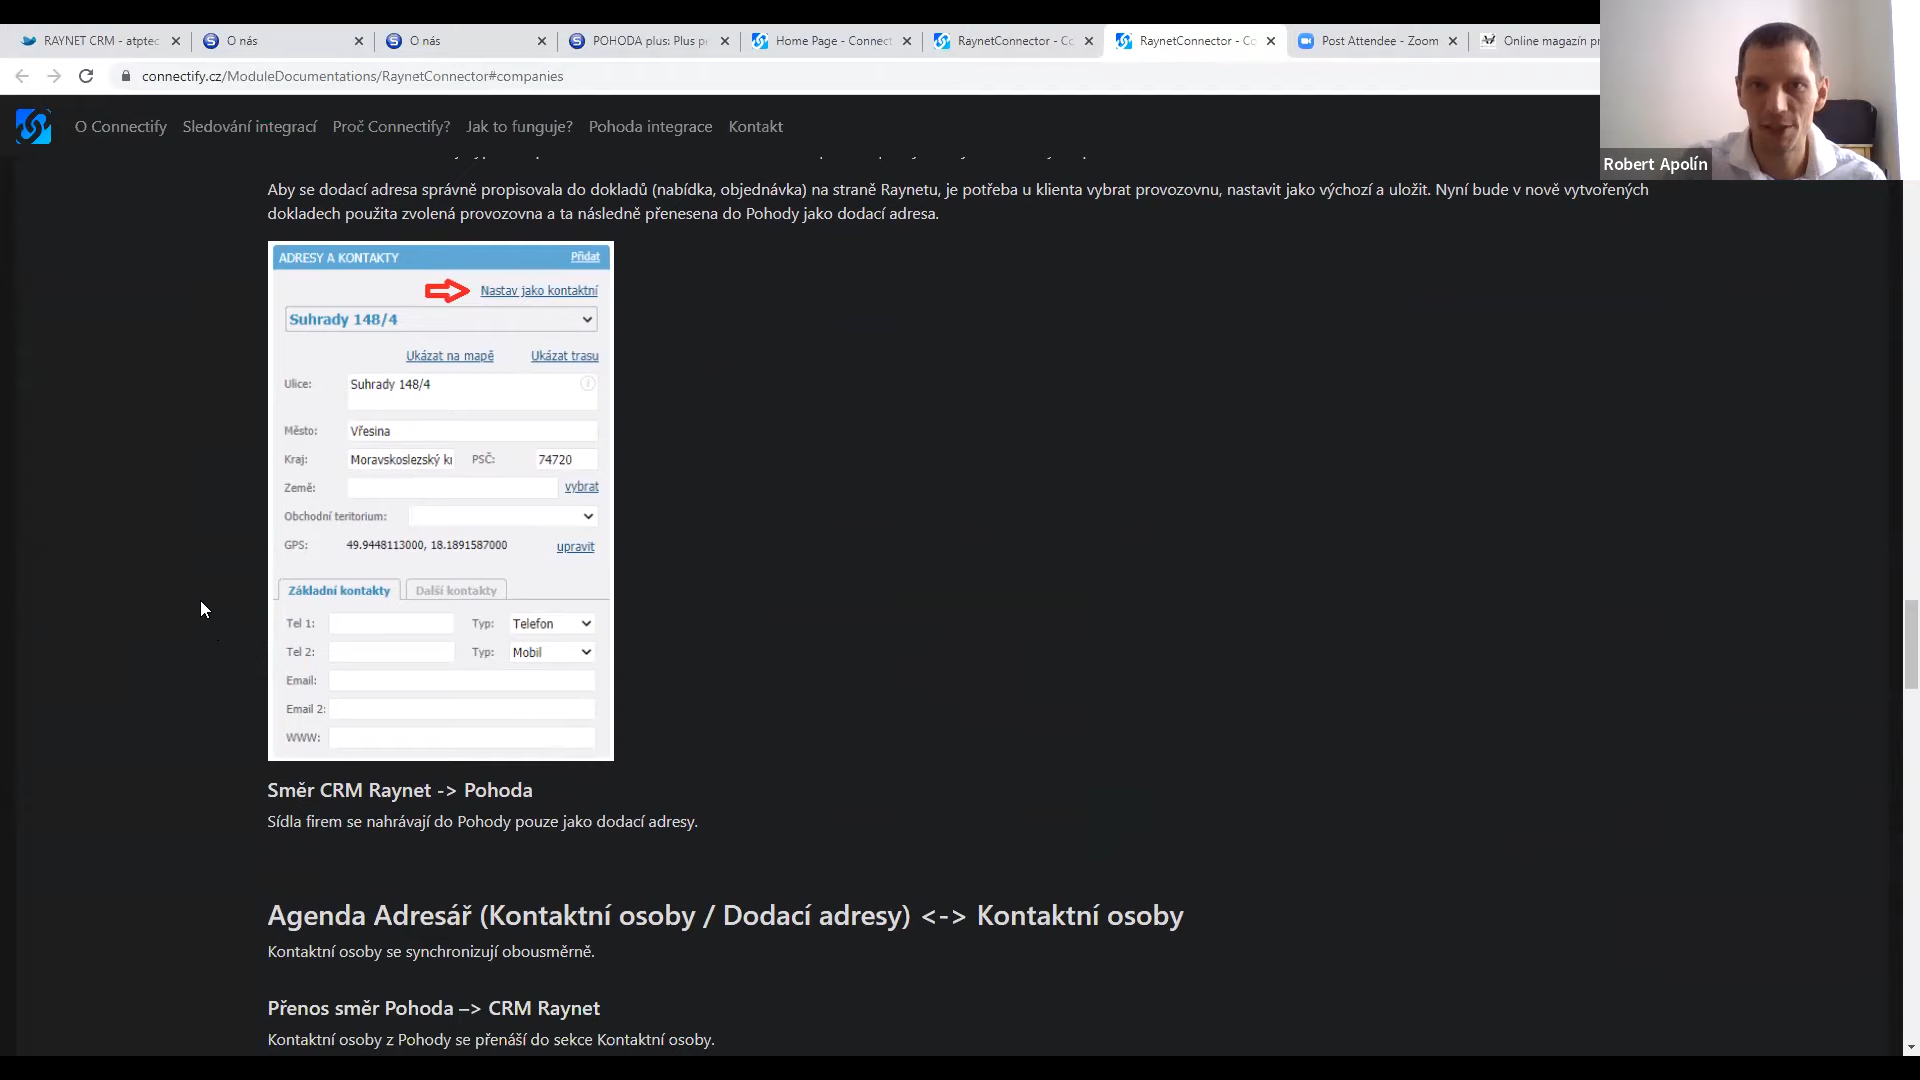 RAYNET CRM - atptec
O nás
O nás
POHODA plus: Plus p
Home Page - Connect
RaynetConnector - Co
RaynetConnector - Co
Post Attendee - Zoom
Online magazín pr
connectify.cz/ModuleDocumentations/RaynetConnector#companies
O Connectify
Sledování integrací
Proč Connectify?
Jak to funguje?
Pohoda integrace
Kontakt
Robert Apolín
Aby se dodací adresa správně propisovala do dokladů (nabídka, objednávka) na straně Raynetu, je potřeba u klienta vybrat provozovnu, nastavit jako výchozí a uložit. Nyní bude v nově vytvořených
dokladech použita zvolená provozovna a ta následně přenesena do Pohody jako dodací adresa.
ADRESY A KONTAKTY Přidat
Nastav jako kontaktní
Suhrady 148/4
Ukázat na mapě Ukázat trasu
Ulice: Suhrady 148/4
Město: Vřesina
Kraj: Moravskoslezský kr PSČ: 74720
Země: vybrat
Obchodní teritorium:
GPS: 49.9448113000, 18.1891587000 upravit
Základní kontakty Další kontakty
Tel 1: Typ: Telefon
Tel 2: Typ: Mobil
Email:
Email 2:
WWW:
Směr CRM Raynet -> Pohoda
Sídla firem se nahrávají do Pohody pouze jako dodací adresy.
Agenda Adresář (Kontaktní osoby / Dodací adresy) <-> Kontaktní osoby
Kontaktní osoby se synchronizují obousměrně.
Přenos směr Pohoda –> CRM Raynet
Kontaktní osoby z Pohody se přenáší do sekce Kontaktní osoby.